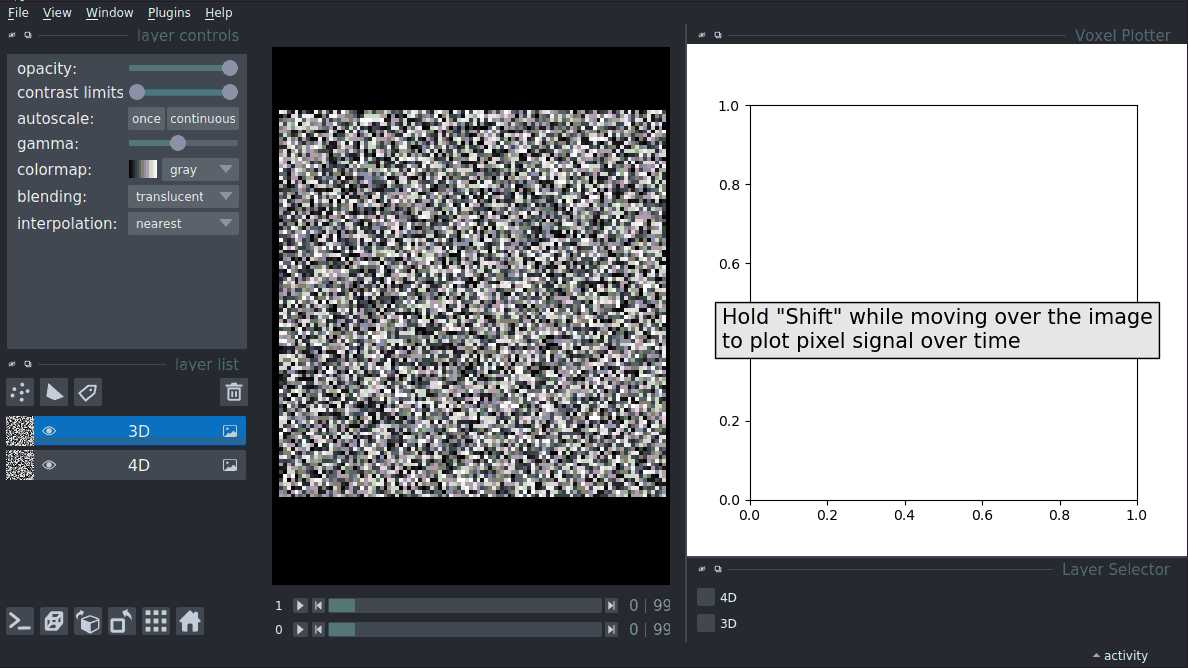 File View Window Plugins Help
layer controls
opacity:
contrast limits
autoscale: once continuous
gamma:
colormap: gray
blending: translucent
interpolation: nearest
layer list
3D
4D
1 0 | 99
0 0 | 99
Voxel Plotter
1.0
0.8
0.6
Hold "Shift" while moving over the image
to plot pixel signal over time
0.2
0.0
0.0 0.2 0.4 0.6 0.8 1.0
Layer Selector
4D
3D
activity